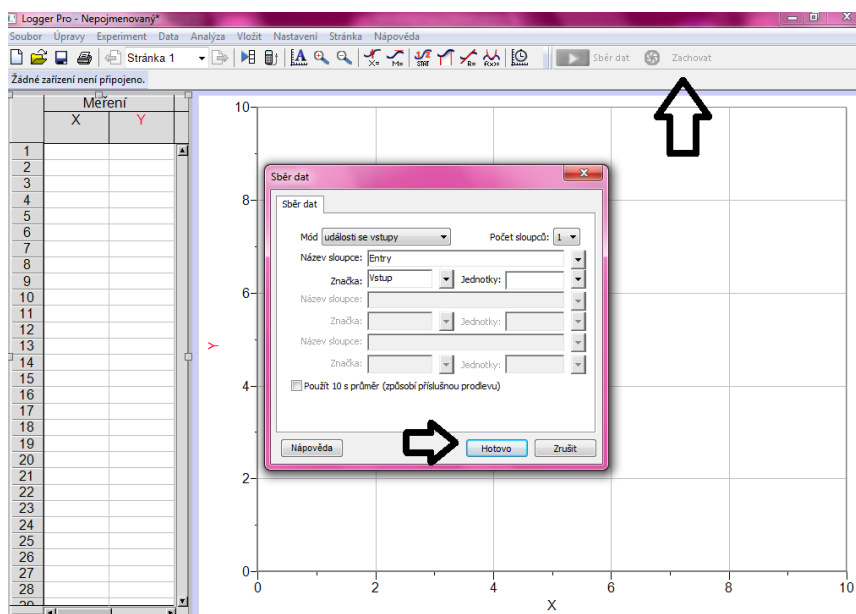 Logger Pro - Nepojmenovaný*
Soubor Úpravy Experiment Data Analýza Vložit Nastavení Stránka Nápověda
Stránka 1 Sběr dat Zachovat
Žádné zařízení není připojeno.
Měření
X Y
1
2
3
4
5
6
7
8
9
10
11
12
13
14
15
16
17
18
19
20
21
22
23
24
25
26
27
28
29
10
8
6
4
2
0
Y
0 2 4 6 8 10
X
Sběr dat
Sběr dat
Mód události se vstupy Počet sloupců: 1
Název sloupce: Entry
Značka: Vstup Jednotky:
Název sloupce:
Značka: Jednotky:
Název sloupce:
Značka: Jednotky:
Použít 10 s průměr (způsobí příslušnou prodlevu)
Nápověda Hotovo Zrušit